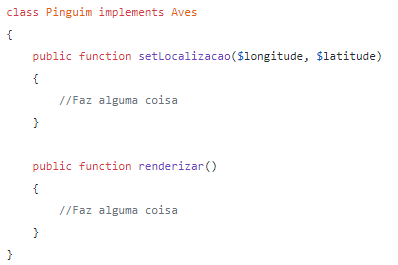 class Pinguim implements Aves
{
    public function setLocalizacao($longitude, $latitude)
    {
        //Faz alguma coisa
    }

    public function renderizar()
    {
        //Faz alguma coisa
    }
}